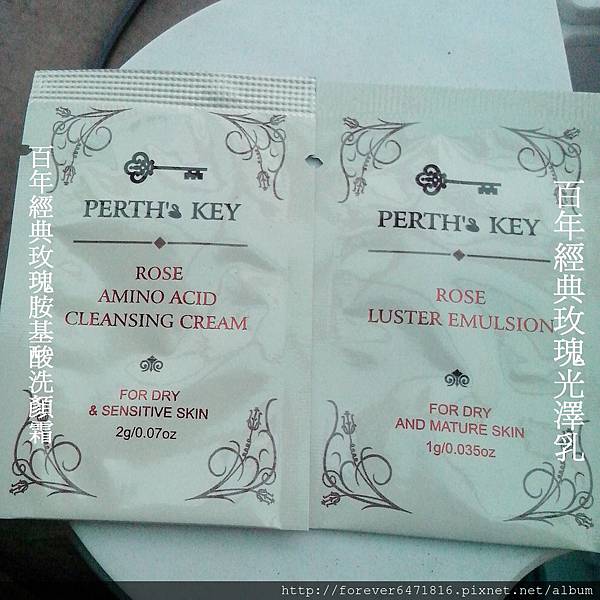 百年經典玫瑰胺基酸洗顏霜
PERTH'S KEY
ROSE
AMINO ACID
CLEANSING CREAM
FOR DRY
& SENSITIVE SKIN
2g/0.07oz
PERTH'S KEY
ROSE
LUSTER EMULSION
FOR DRY
AND MATURE SKIN
1g/0.035oz
百年經典玫瑰光澤乳
http://forever6471816.pixnet.net/album